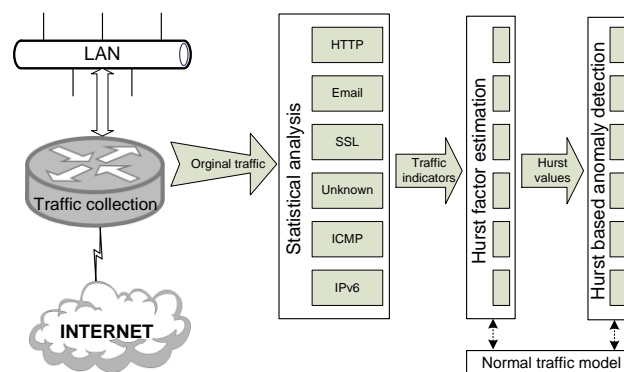 LAN
Traffic collection
INTERNET
Orginal traffic
Statistical analysis
HTTP
Email
SSL
Unknown
ICMP
IPv6
Traffic
indicators
Hurst factor estimation
Hurst
values
Hurst based anomaly detection
Normal traffic model